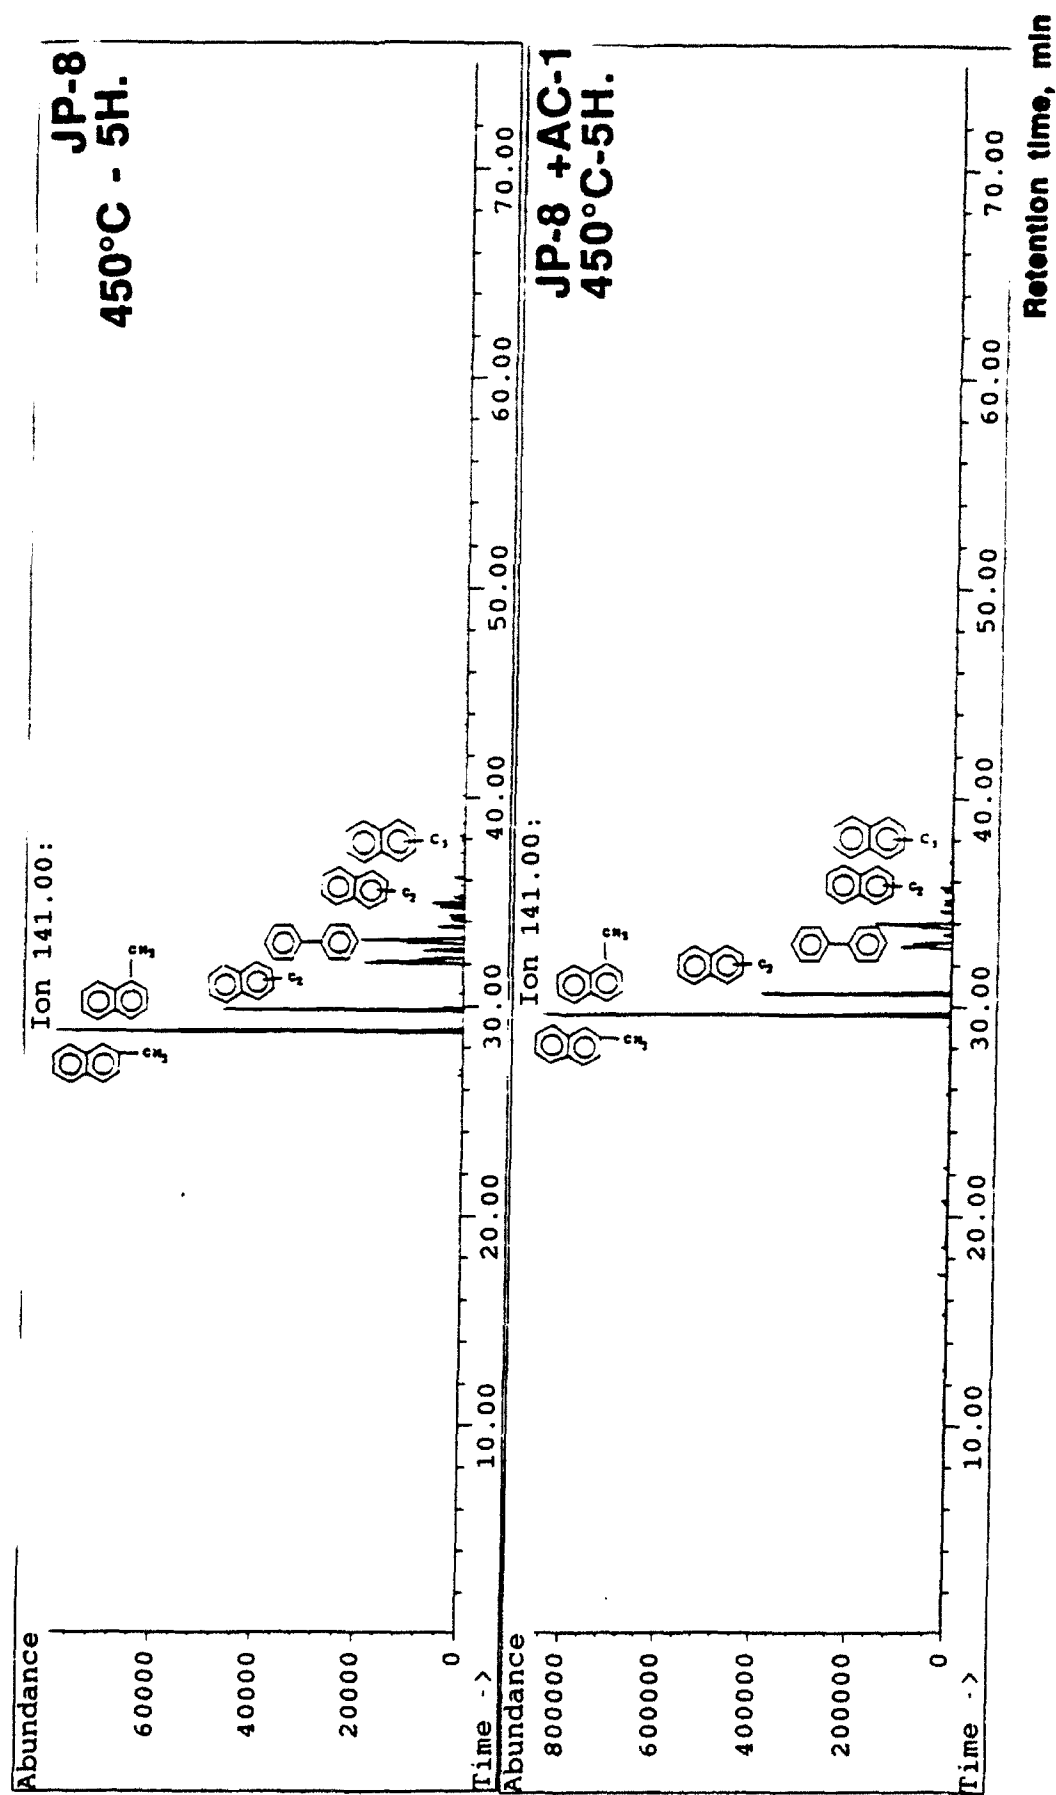 Abundance
Ion 141.00:
JP-8
450°C - 5H.
60000
40000
20000
0
CH3
CH3
C2
C2
C3
Time ->
10.00
20.00
30.00
40.00
50.00
60.00
70.00
Abundance
Ion 141.00:
JP-8 +AC-1
450°C-5H.
800000
600000
400000
200000
0
CH3
CH3
C2
C2
C3
Time ->
10.00
20.00
30.00
40.00
50.00
60.00
70.00
Retention time, min